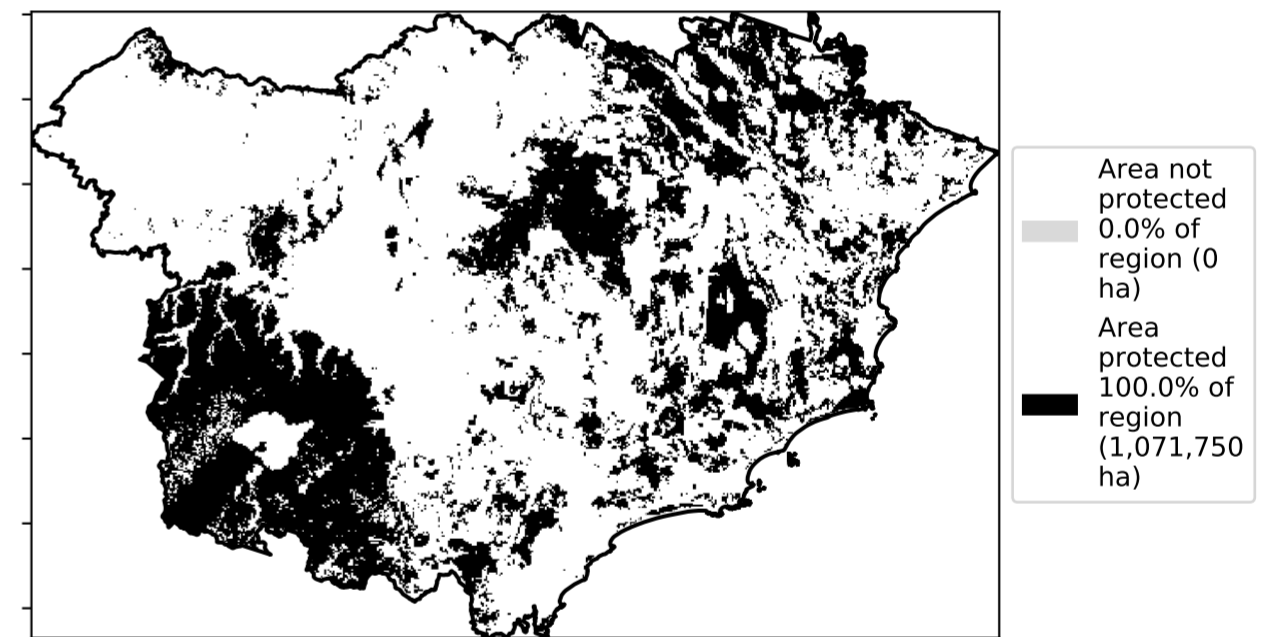 Area not
protected
0.0% of
region (0
ha)
Area
protected
100.0% of
region
(1,071,750
ha)